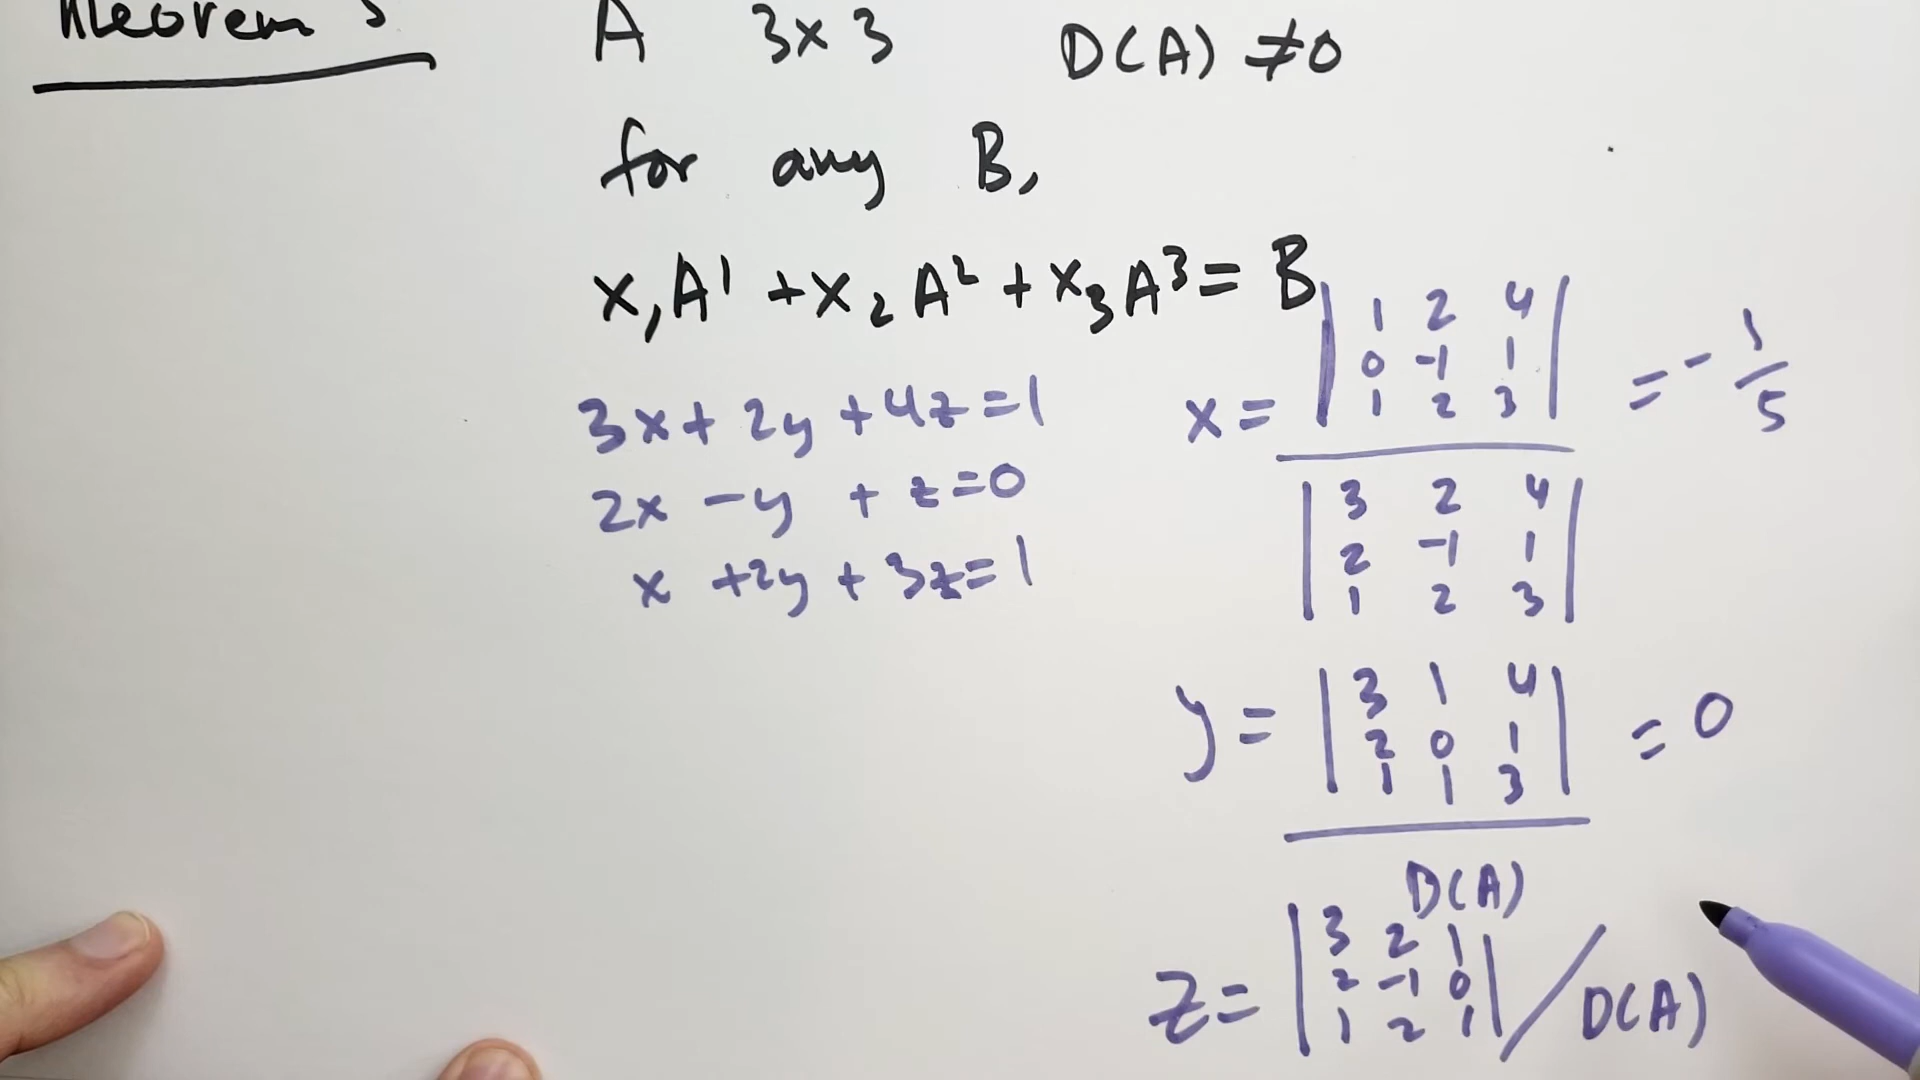 Theorem 3
A 3x3 D(A) ≠0
for any B,
x₁A¹ +x₂A² +x₃A³= B
3x+ 2y +4z=1
2x -y + z=0
x +2y + 3z=1
x= | 1 2 4 | = - 1/5
| 0 -1 1 |
| 1 2 3 |
| 3 2 4 |
| 2 -1 1 |
| 1 2 3 |
y= | 3 1 4 | = 0
| 2 0 1 |
| 1 1 3 |
D(A)
z= | 3 2 1 | / D(A)
| 2 -1 0 |
| 1 2 1 |